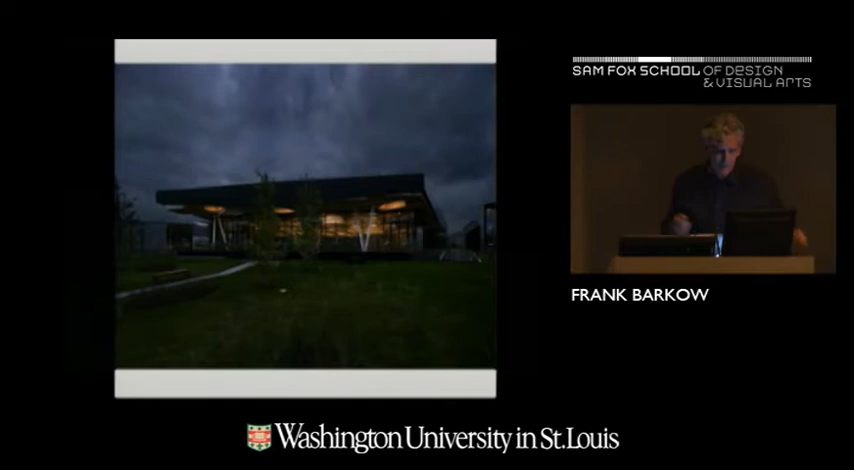 SAM FOX SCHOOL OF DESIGN
& VISUAL ARTS
FRANK BARKOW
Washington University in St. Louis